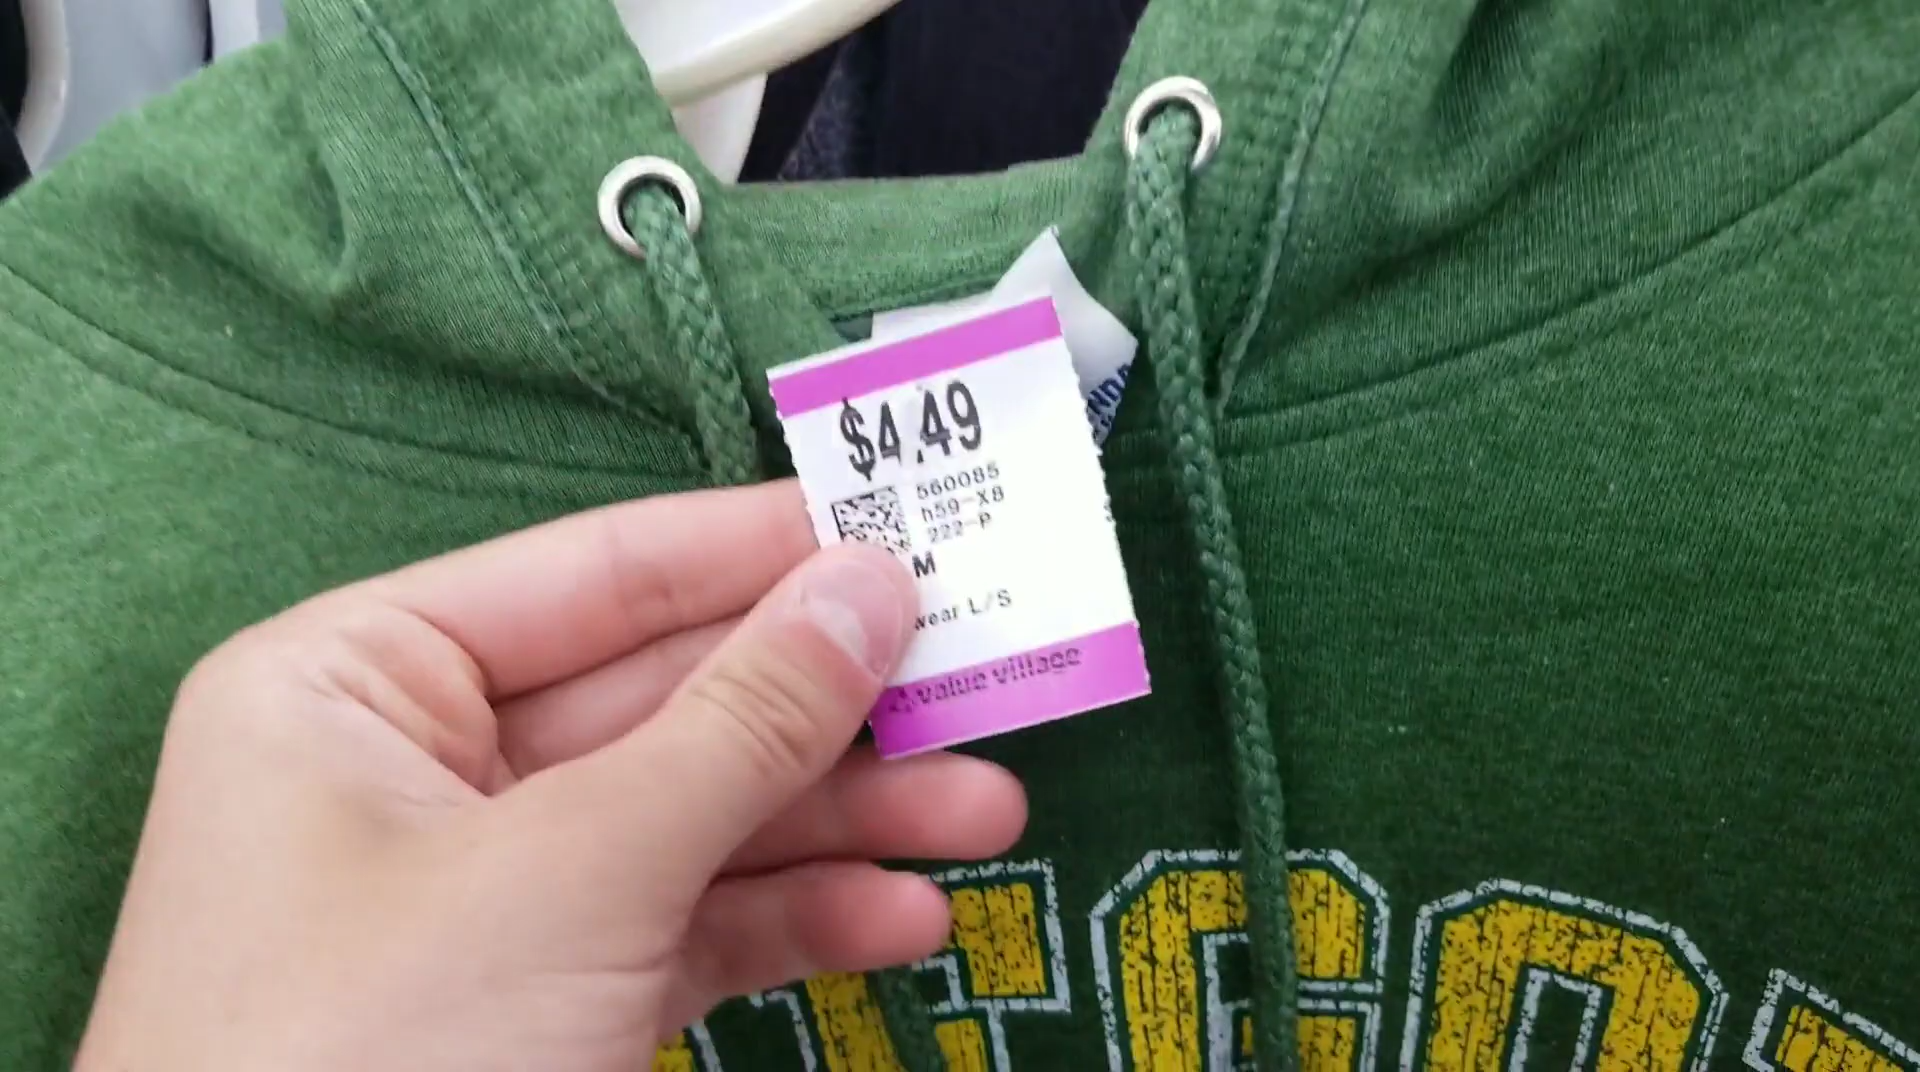 $4.49
560085
h59-X8
222-P
M
wear L/S
value village